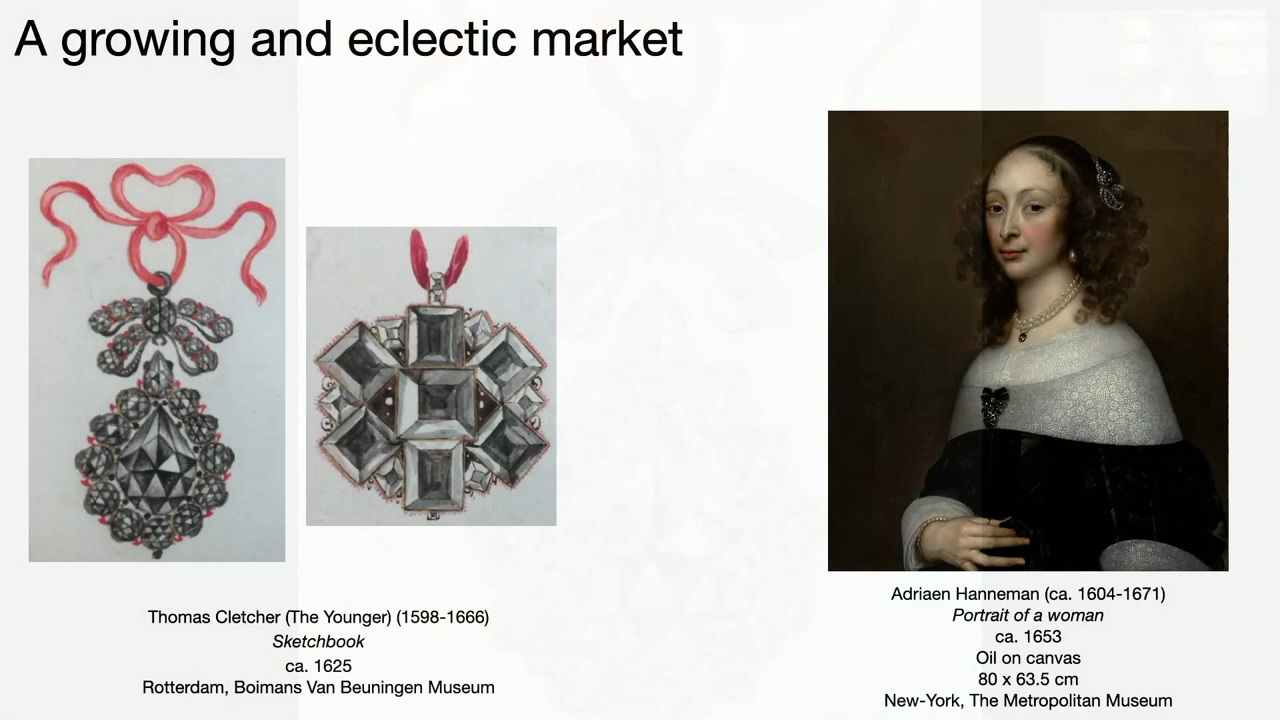 A growing and eclectic market
Thomas Cletcher (The Younger) (1598-1666)
Sketchbook
ca. 1625
Rotterdam, Boimans Van Beuningen Museum
Adriaen Hanneman (ca. 1604-1671)
Portrait of a woman
ca. 1653
Oil on canvas
80 x 63.5 cm
New-York, The Metropolitan Museum